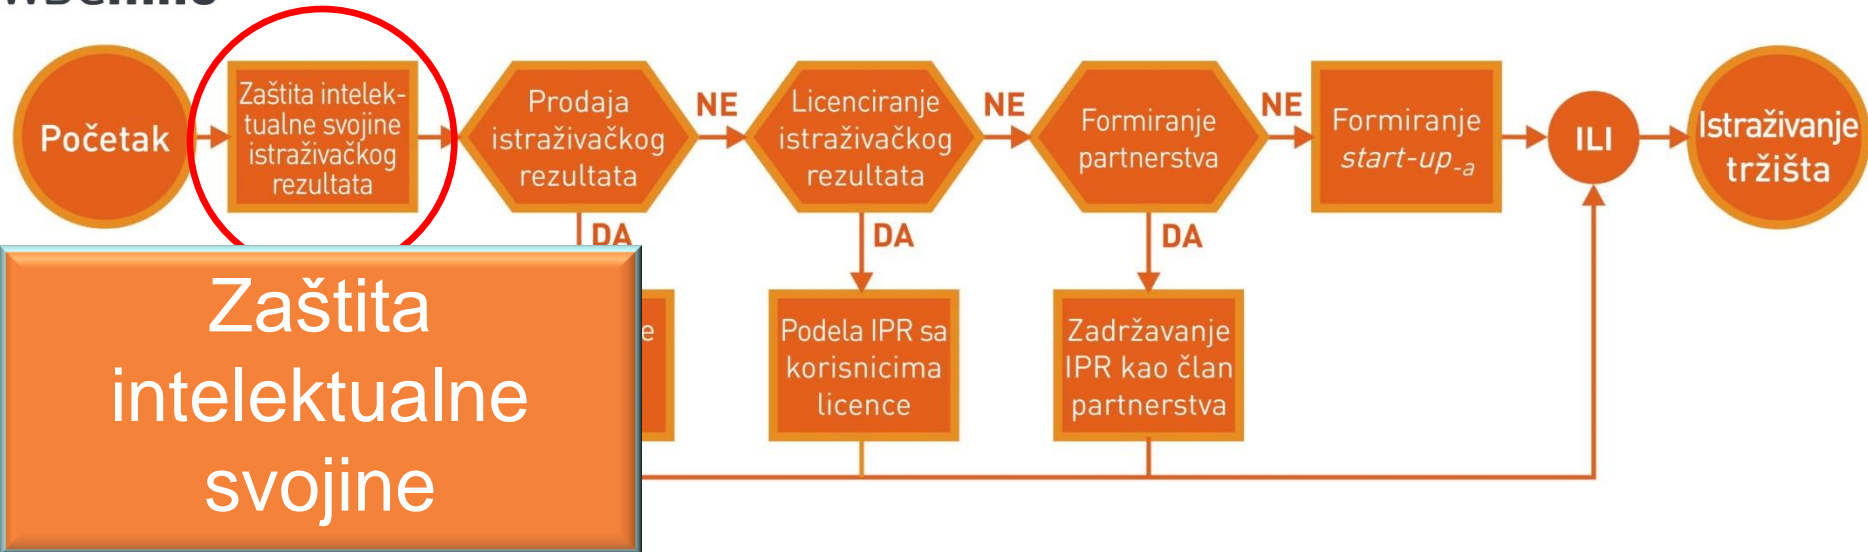 Početak
Zaštita intelek-
tualne svojine
istraživačkog
rezultata
Prodaja
istraživačkog
rezultata
NE
Licenciranje
istraživačkog
rezultata
NE
Formiranje
partnerstva
NE
Formiranje
start-up-a
ILI
Istraživanje
tržišta
DA
DA
DA
Zaštita
intelektualne
svojine
e
Podela IPR sa
korisnicima
licence
Zadržavanje
IPR kao član
partnerstva